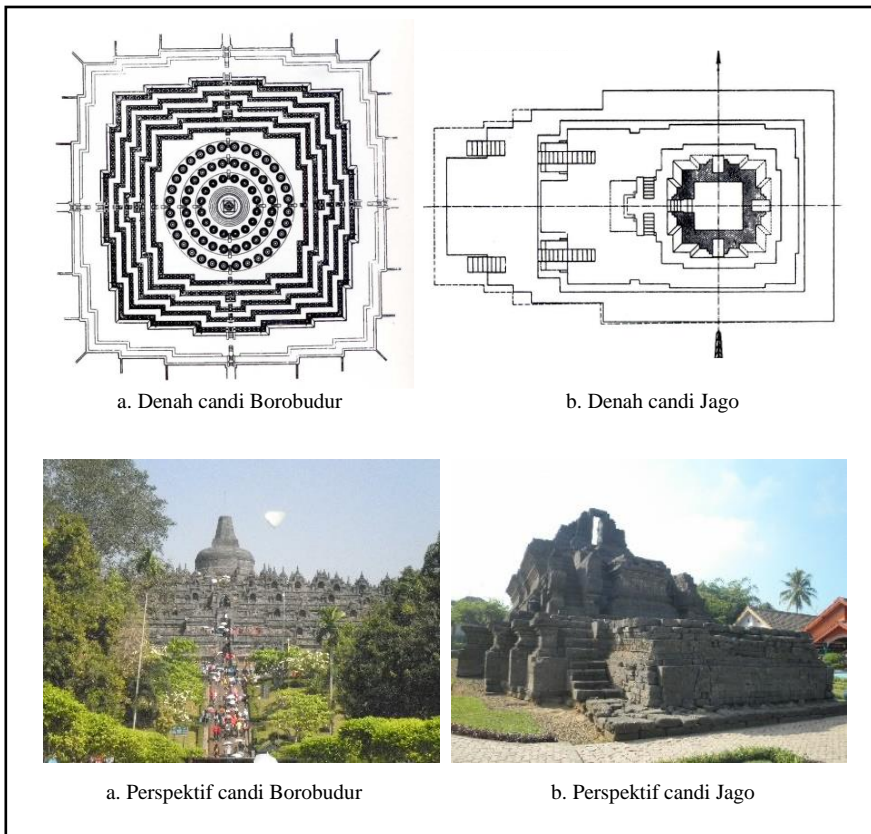 a. Denah candi Borobudur
b. Denah candi Jago
a. Perspektif candi Borobudur
b. Perspektif candi Jago